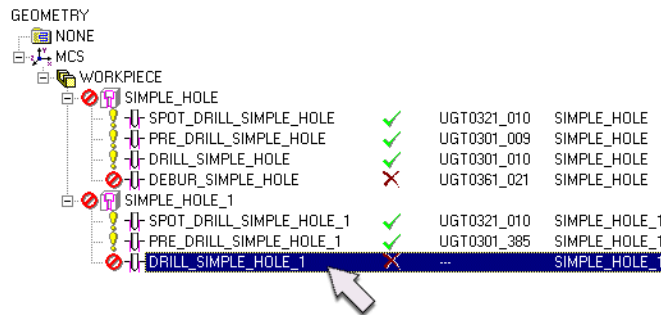 GEOMETRY
NONE
MCS
WORKPIECE
SIMPLE_HOLE
SPOT_DRILL_SIMPLE_HOLE UGT0321_010 SIMPLE_HOLE
PRE_DRILL_SIMPLE_HOLE UGT0301_009 SIMPLE_HOLE
DRILL_SIMPLE_HOLE UGT0301_010 SIMPLE_HOLE
DEBUR_SIMPLE_HOLE UGT0361_021 SIMPLE_HOLE
SIMPLE_HOLE_1
SPOT_DRILL_SIMPLE_HOLE_1 UGT0321_010 SIMPLE_HOLE_1
PRE_DRILL_SIMPLE_HOLE_1 UGT0301_385 SIMPLE_HOLE_1
DRILL_SIMPLE_HOLE_1 --- SIMPLE_HOLE_1